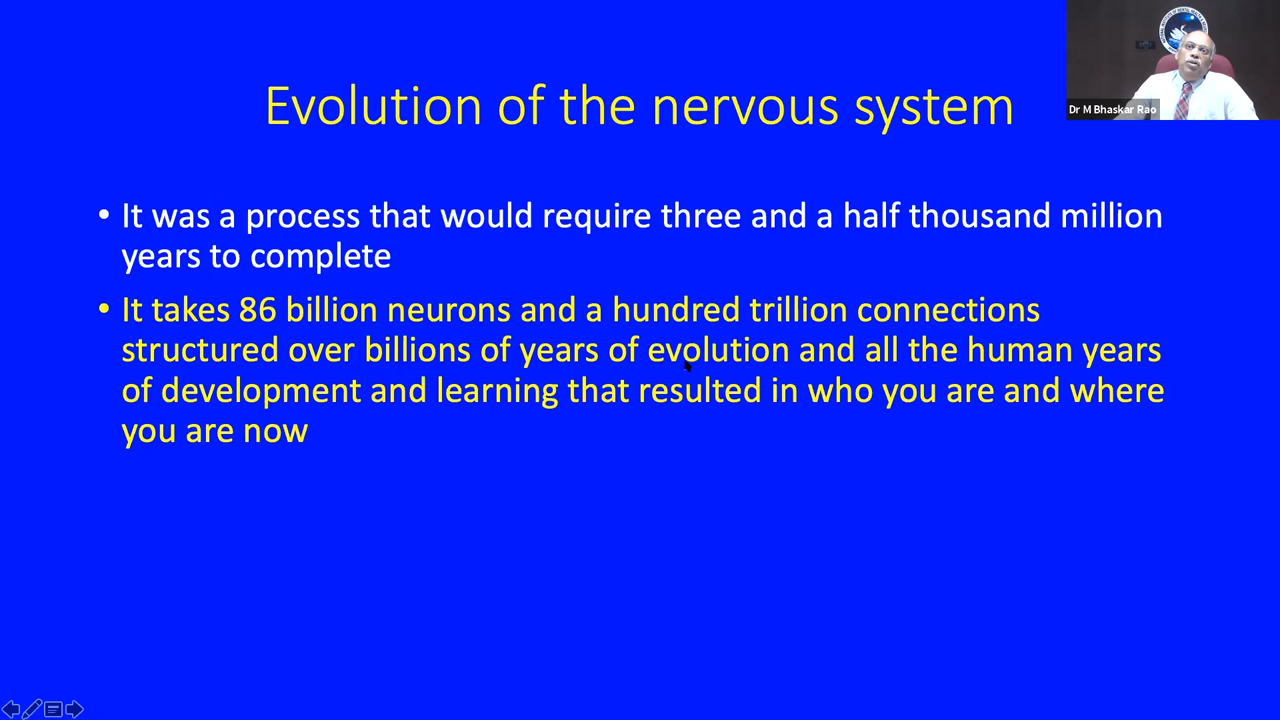 Evolution of the nervous system
Dr M Bhaskar Rao
• It was a process that would require three and a half thousand million
years to complete
• It takes 86 billion neurons and a hundred trillion connections
structured over billions of years of evolution and all the human years
of development and learning that resulted in who you are and where
you are now